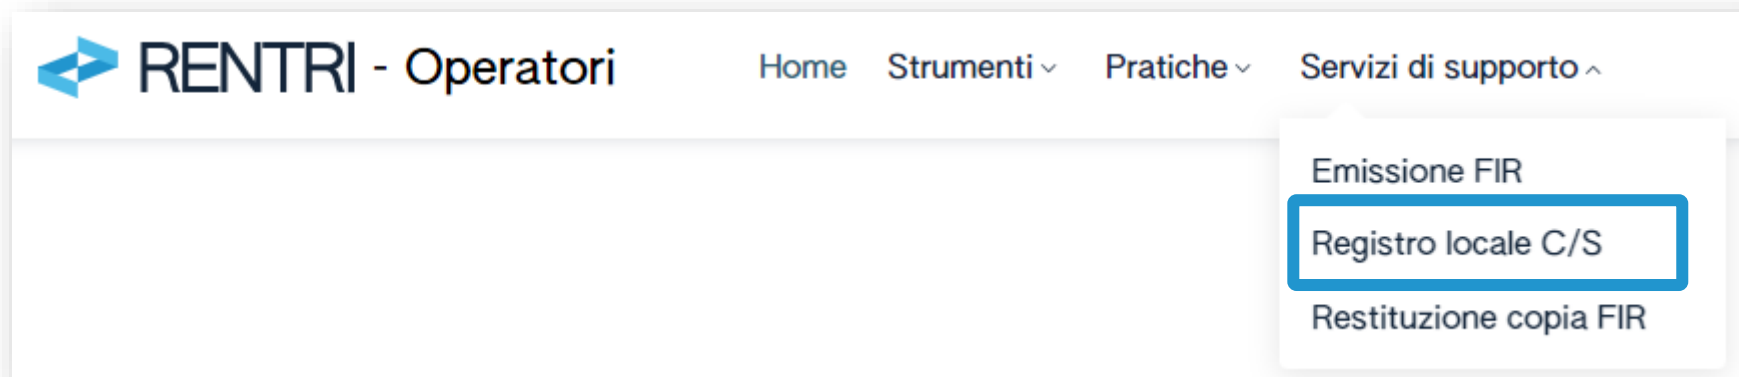 RENTRI - Operatori Home Strumenti Pratiche Servizi di supporto
Emissione FIR
Registro locale C/S
Restituzione copia FIR